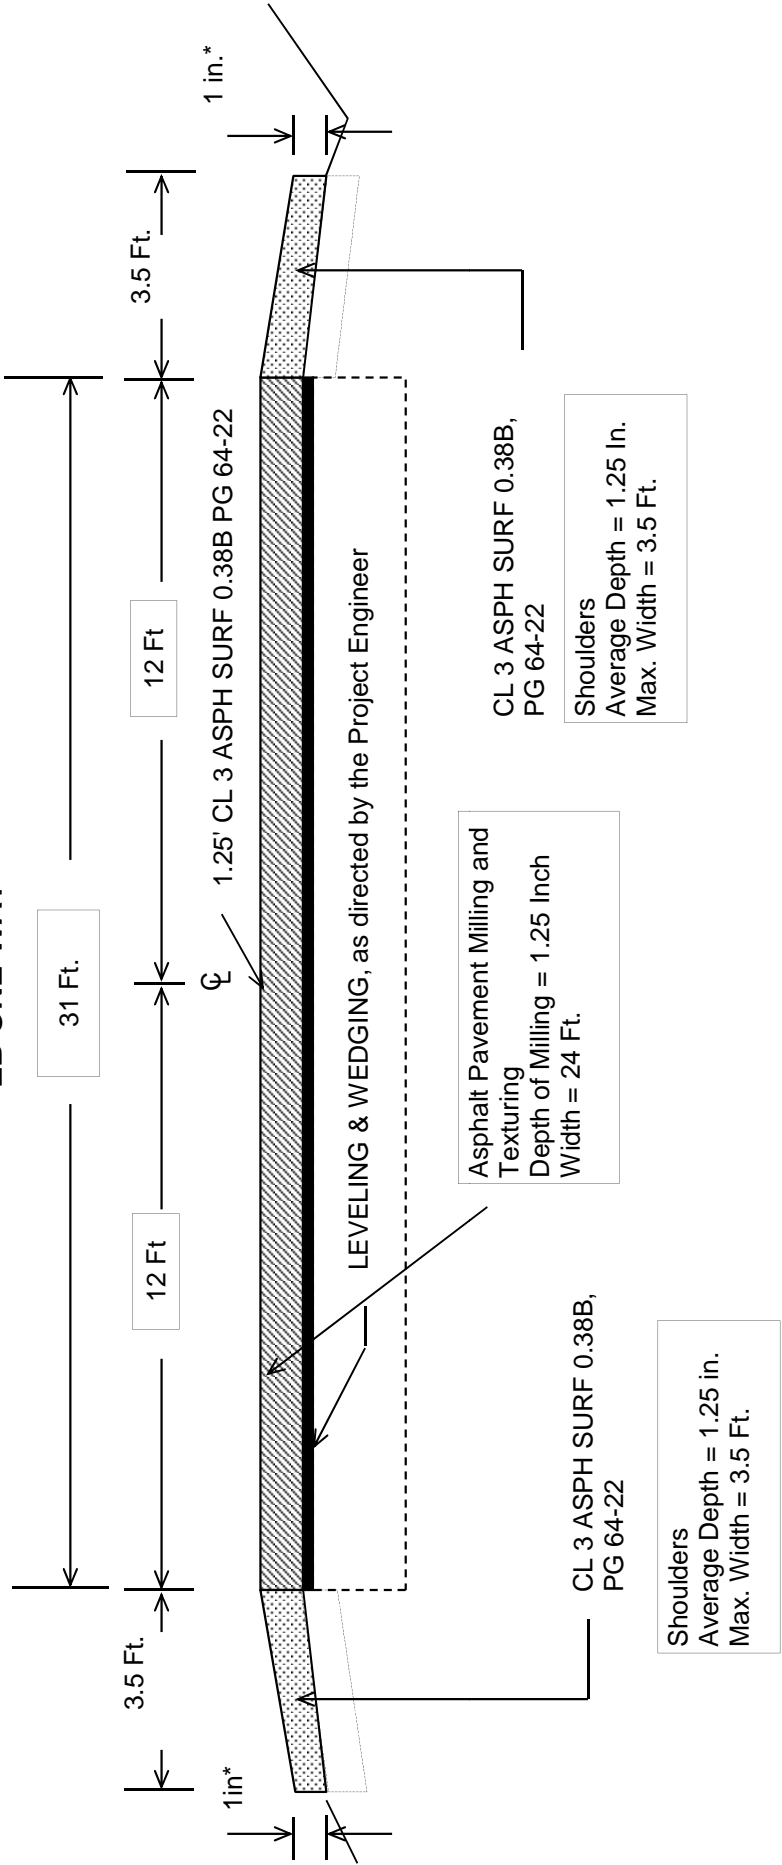 31 Ft.
3.5 Ft.
12 Ft
12 Ft
3.5 Ft.
1in*
℄
1.25' CL 3 ASPH SURF 0.38B PG 64-22
1 in.*
LEVELING & WEDGING, as directed by the Project Engineer
Asphalt Pavement Milling and
Texturing
Depth of Milling = 1.25 Inch
Width = 24 Ft.
CL 3 ASPH SURF 0.38B,
PG 64-22
Shoulders
Average Depth = 1.25 In.
Max. Width = 3.5 Ft.
CL 3 ASPH SURF 0.38B,
PG 64-22
Shoulders
Average Depth = 1.25 in.
Max. Width = 3.5 Ft.